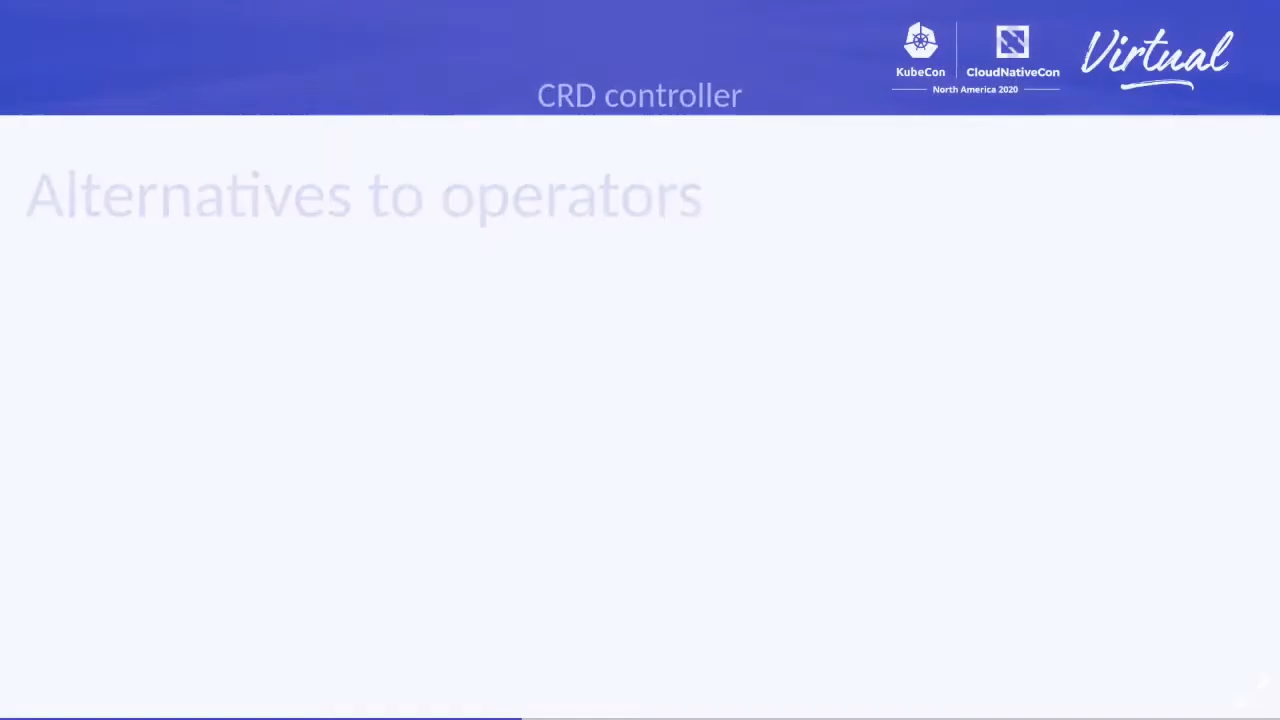 KubeCon
CloudNativeCon
North America 2020
Virtual
CRD controller
Alternatives to operators